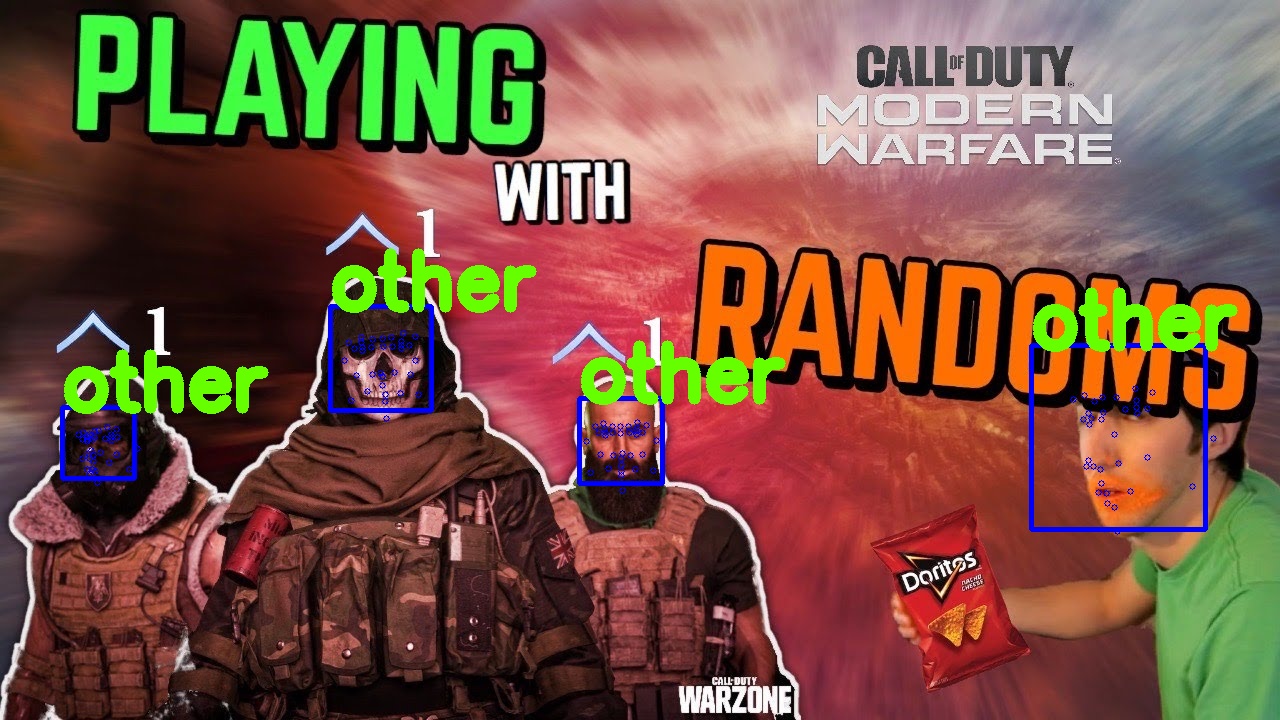 PLAYING
WITH
RANDOMS
CALL OF DUTY
MODERN
WARFARE
1
other
1
other
1
other
other
Doritos
NACHO
CHEESE
CALL OF DUTY
WARZONE